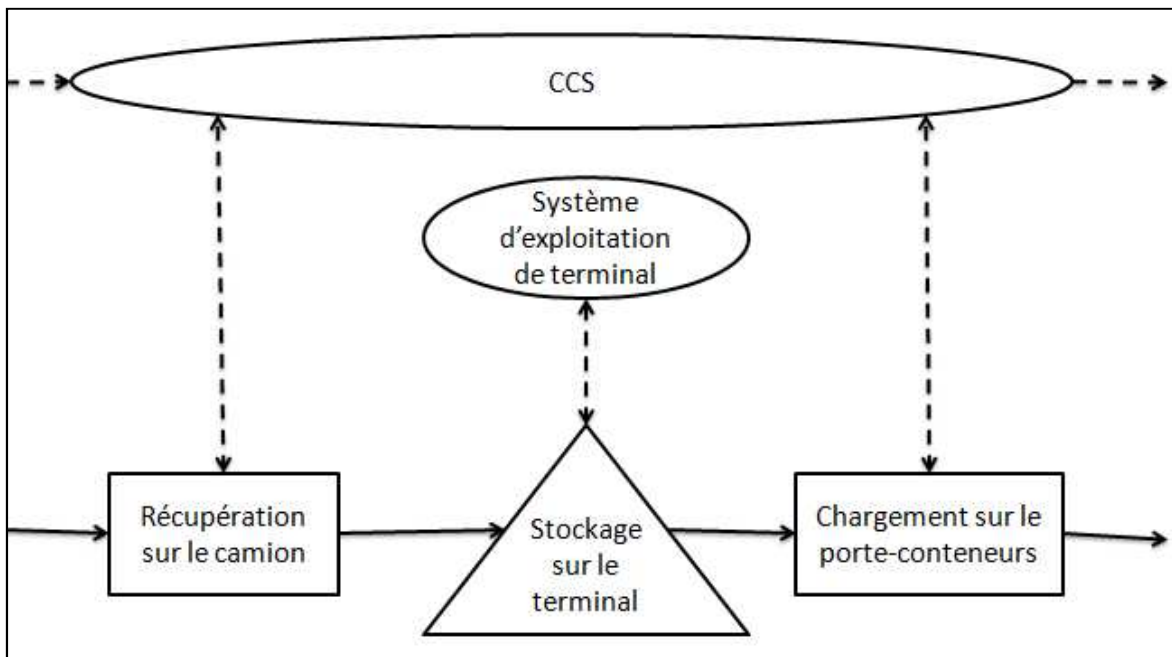 CCS
Système
d'exploitation
de terminal
Récupération
sur le camion
Stockage
sur le
terminal
Chargement sur le
porte-conteneurs